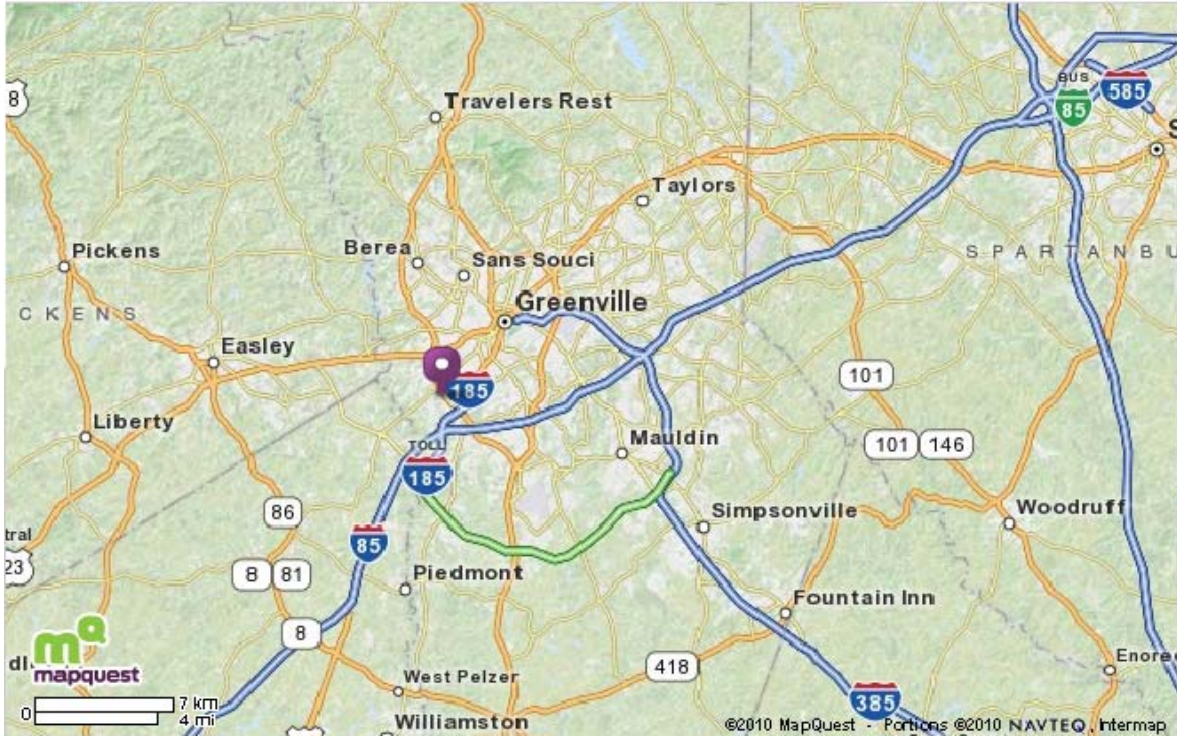 8
Travelers Rest
BUS
85
585
S
Taylors
Berea
Sans Souci
Pickens
SPARTANBU
CKENS
Greenville
Easley
185
101
Liberty
TOLL
Mauldin
101
146
185
Simpsonville
Woodruff
86
tral
85
23
8
81
Piedmont
Fountain Inn
8
mq
mapquest
418
Enoree
West Pelzer
385
0
7 km
4 mi
Williamston
©2010 MapQuest - Portions ©2010 NAVTEQ, Intermap